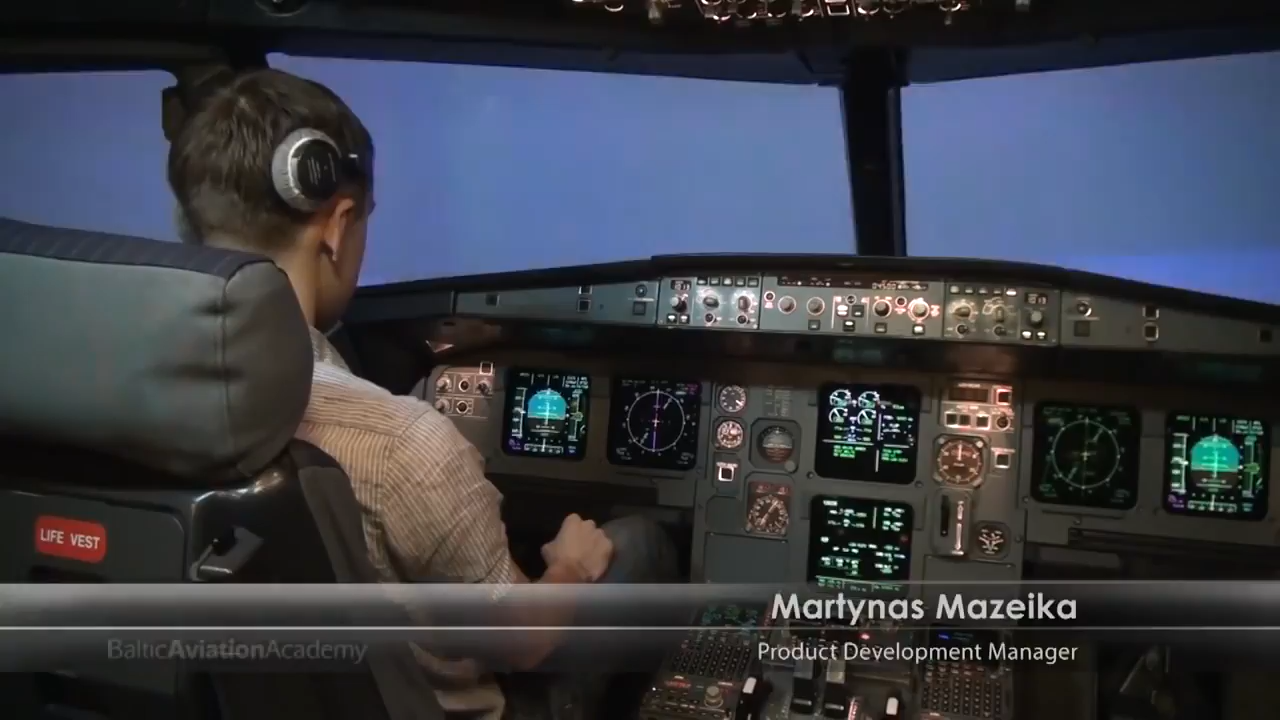 LIFE VEST
Martynas Mazeika
BalticAviationAcademy
Product Development Manager